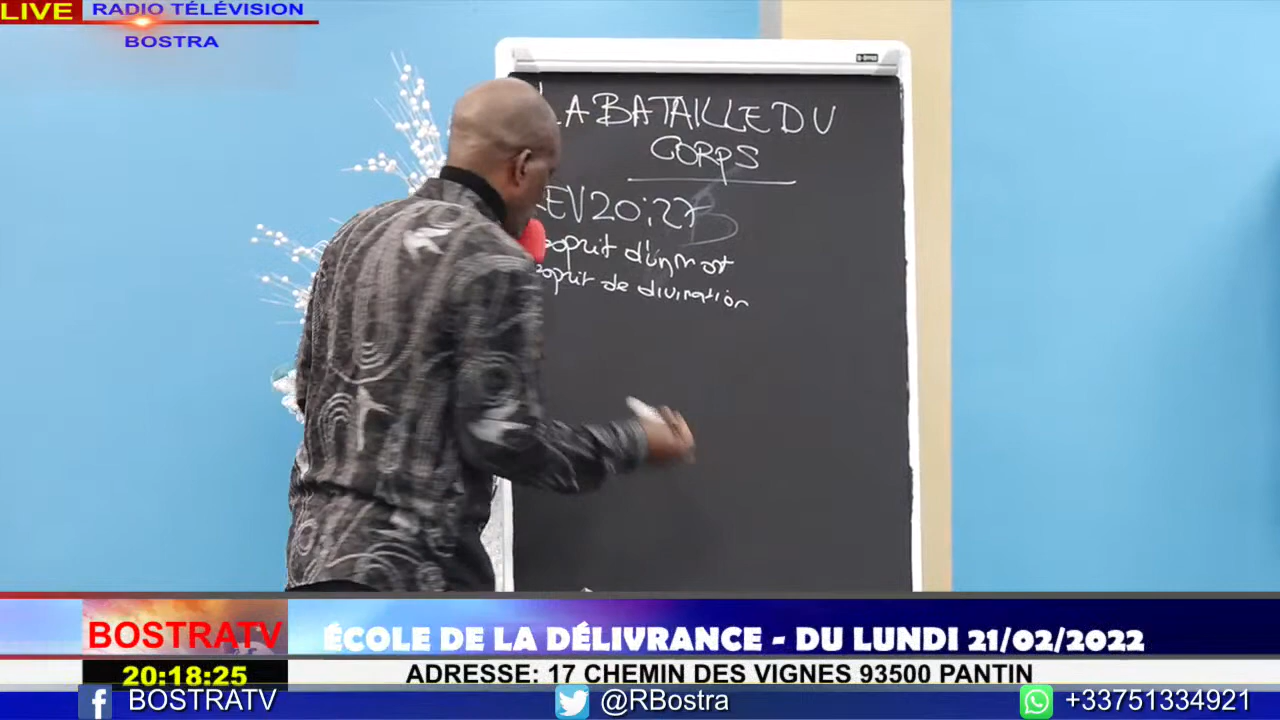 LIVE
RADIO TÉLÉVISION
BOSTRA
LA BATAILLE DU
CORPS
LEV 20:27
esprit d'un mort
esprit de divination
BOSTRATV
ÉCOLE DE LA DÉLIVRANCE - DU LUNDI 21/02/2022
20:18:25
ADRESSE: 17 CHEMIN DES VIGNES 93500 PANTIN
BOSTRATV
@RBostra
+33751334921